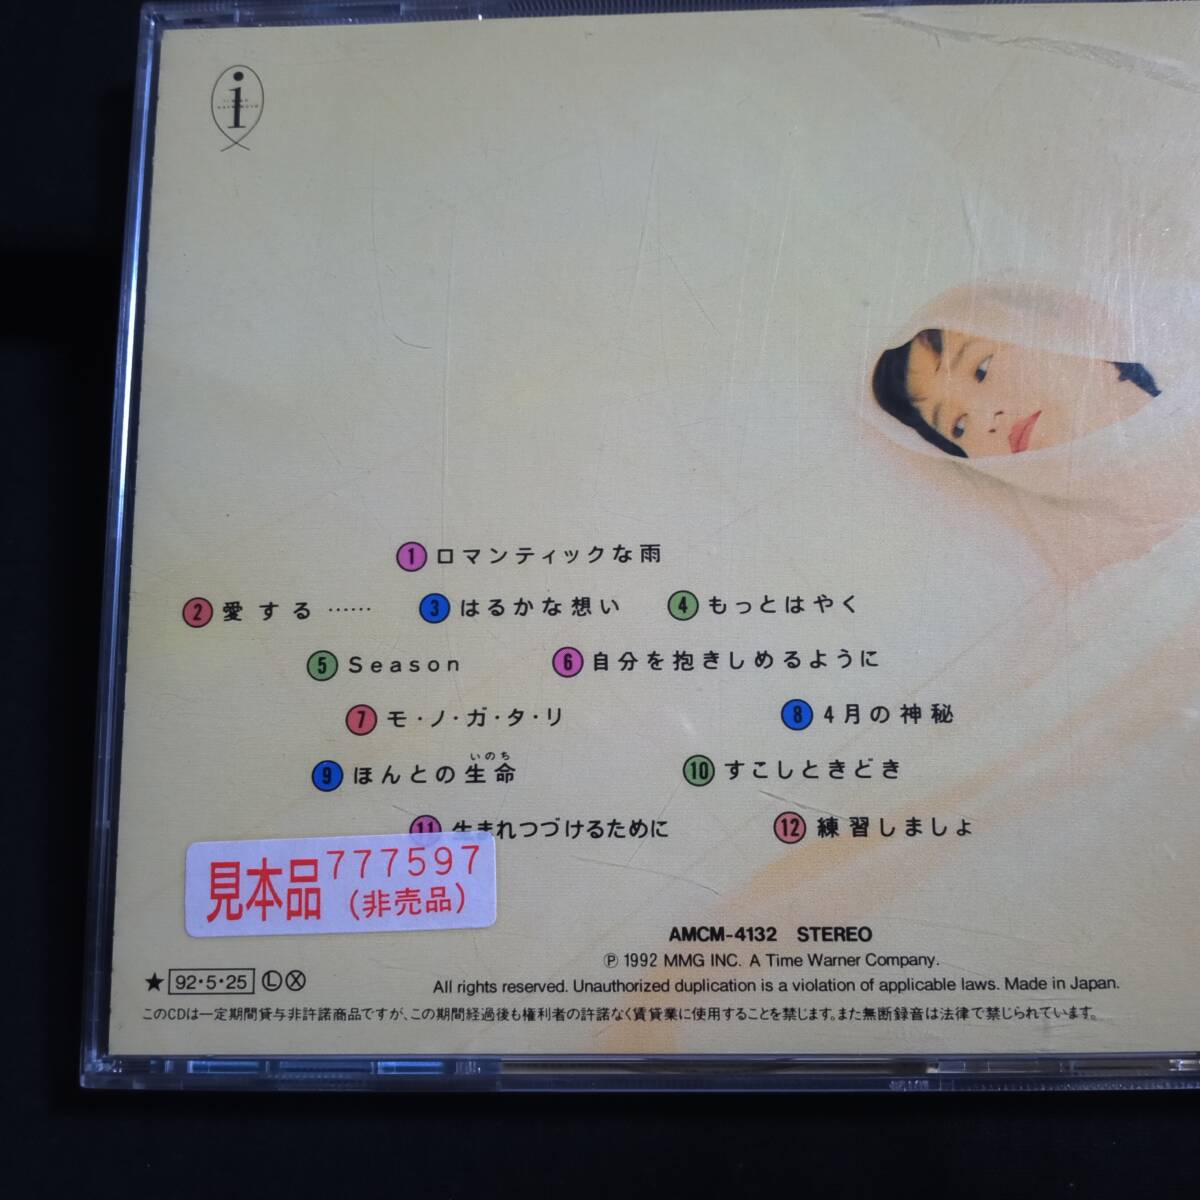 i
1 ロマンティックな雨
2 愛する …… 3 はるかな想い 4 もっとはやく
5 Season 6 自分を抱きしめるように
7 モ・ノ・ガ・タ・リ 8 4月の神秘
いのち
9 ほんとの生命 10 すこしときどき
11 生まれつづけるために 12 練習しましょ
777597
見本品 (非売品)
AMCM-4132 STEREO
★ 92・5・25 Ⓛ Ⓧ
Ⓟ 1992 MMG INC. A Time Warner Company.
All rights reserved. Unauthorized duplication is a violation of applicable laws. Made in Japan.
このCDは一定期間貸与非許諾商品ですが、この期間経過後も権利者の許諾なく賃貸業に使用することを禁じます。また無断録音は法律で禁じられています。